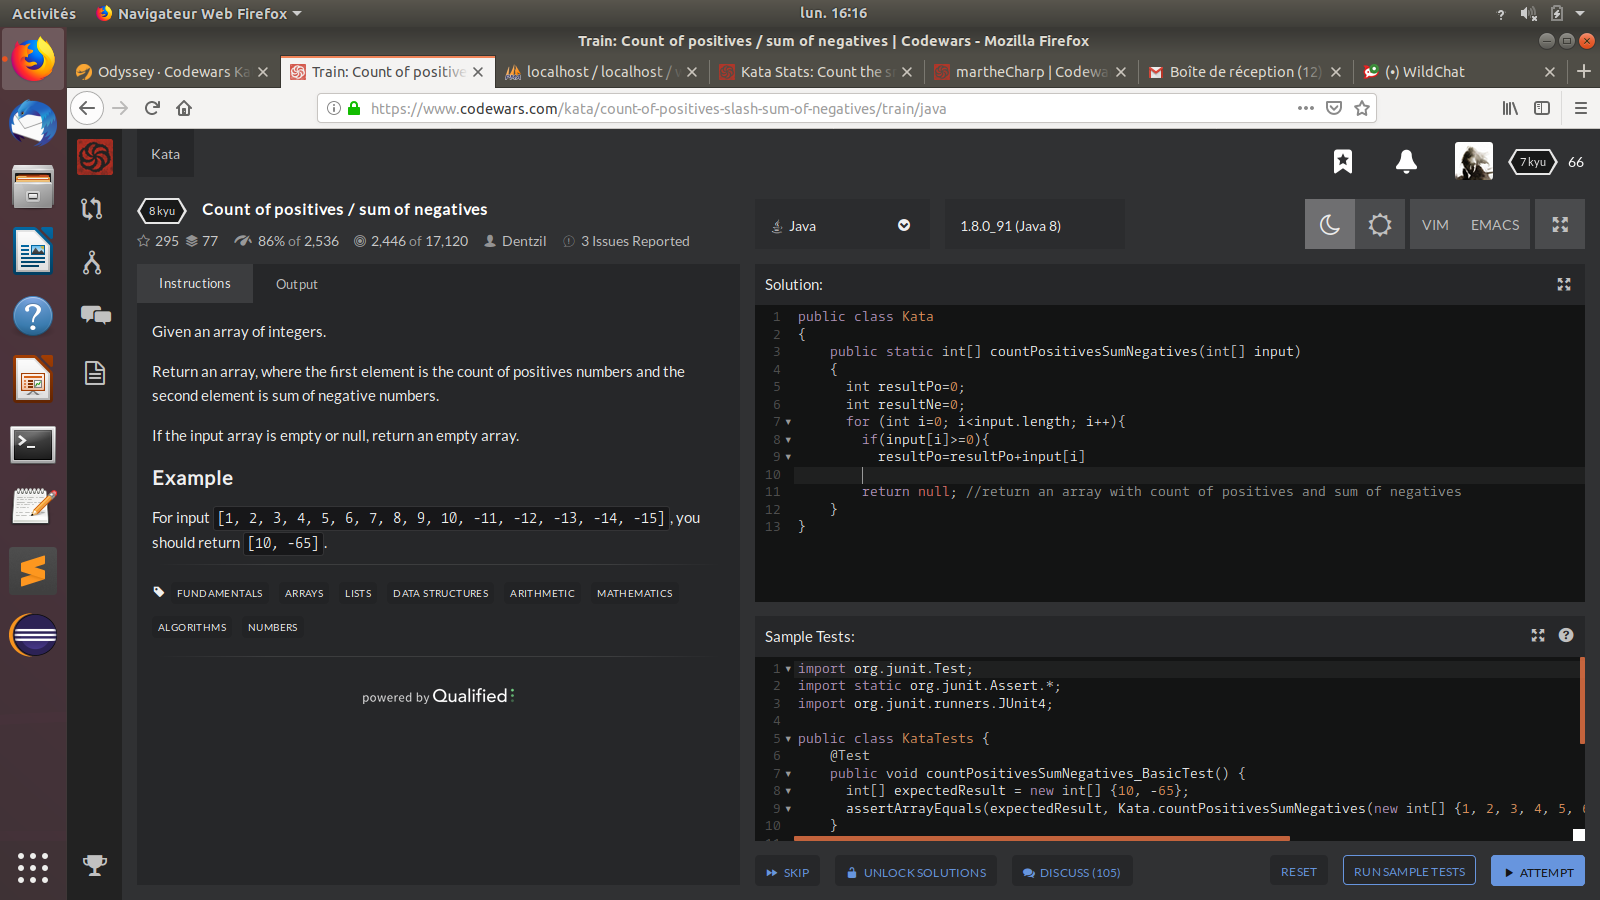 Activités
Navigateur Web Firefox
lun. 16:16
Train: Count of positives / sum of negatives | Codewars - Mozilla Firefox
Odyssey · Codewars Ka
Train: Count of positive
localhost / localhost /
Kata Stats: Count the s
martheCharp | Codewa
Boîte de réception (12)
(•) WildChat
https://www.codewars.com/kata/count-of-positives-slash-sum-of-negatives/train/java
Kata
7 kyu
66
8 kyu
Count of positives / sum of negatives
295
77
86% of 2,536
2,446 of 17,120
Dentzil
3 Issues Reported
Java
1.8.0_91 (Java 8)
VIM
EMACS
Instructions
Output
Given an array of integers.
Return an array, where the first element is the count of positives numbers and the
second element is sum of negative numbers.
If the input array is empty or null, return an empty array.
Example
For input [1, 2, 3, 4, 5, 6, 7, 8, 9, 10, -11, -12, -13, -14, -15], you
should return [10, -65].
FUNDAMENTALS
ARRAYS
LISTS
DATA STRUCTURES
ARITHMETIC
MATHEMATICS
ALGORITHMS
NUMBERS
powered by Qualified
Solution:
1 public class Kata
2 {
3 public static int[] countPositivesSumNegatives(int[] input)
4 {
5 int resultPo=0;
6 int resultNe=0;
7 for (int i=0; i<input.length; i++){
8 if(input[i]>=0){
9 resultPo=resultPo+input[i]
10
11 return null; //return an array with count of positives and sum of negatives
12 }
13 }
Sample Tests:
1 import org.junit.Test;
2 import static org.junit.Assert.*;
3 import org.junit.runners.JUnit4;
4
5 public class KataTests {
6 @Test
7 public void countPositivesSumNegatives_BasicTest() {
8 int[] expectedResult = new int[] {10, -65};
9 assertArrayEquals(expectedResult, Kata.countPositivesSumNegatives(new int[] {1, 2, 3, 4, 5,
10 }
SKIP
UNLOCK SOLUTIONS
DISCUSS (105)
RESET
RUN SAMPLE TESTS
ATTEMPT